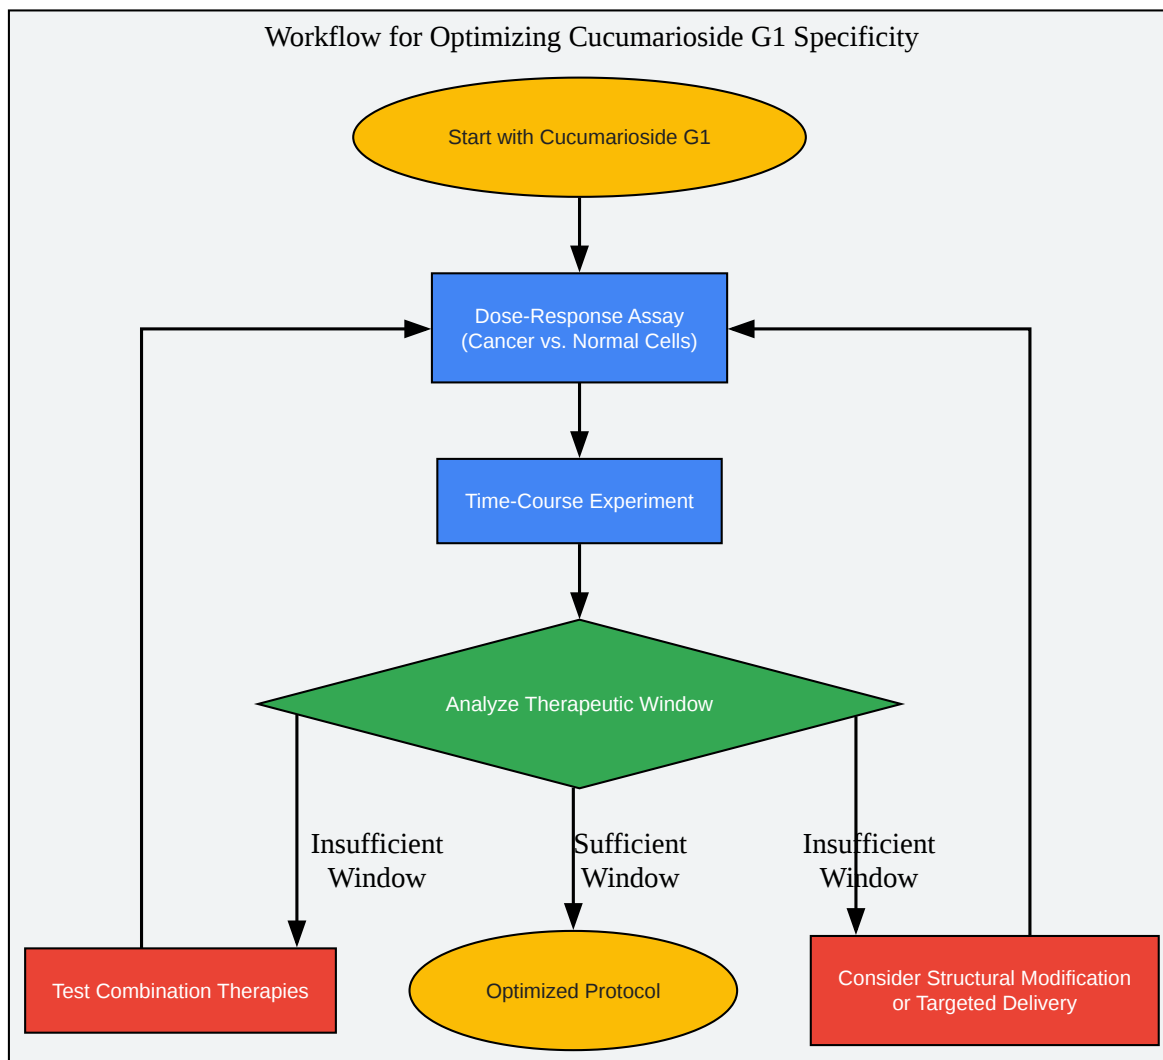 Workflow for Optimizing Cucumarioside G1 Specificity
Start with Cucumarioside G1
Dose-Response Assay
(Cancer vs. Normal Cells)
Time-Course Experiment
Analyze Therapeutic Window
Insufficient
Window
Sufficient
Window
Insufficient
Window
Test Combination Therapies
Optimized Protocol
Consider Structural Modification
or Targeted Delivery